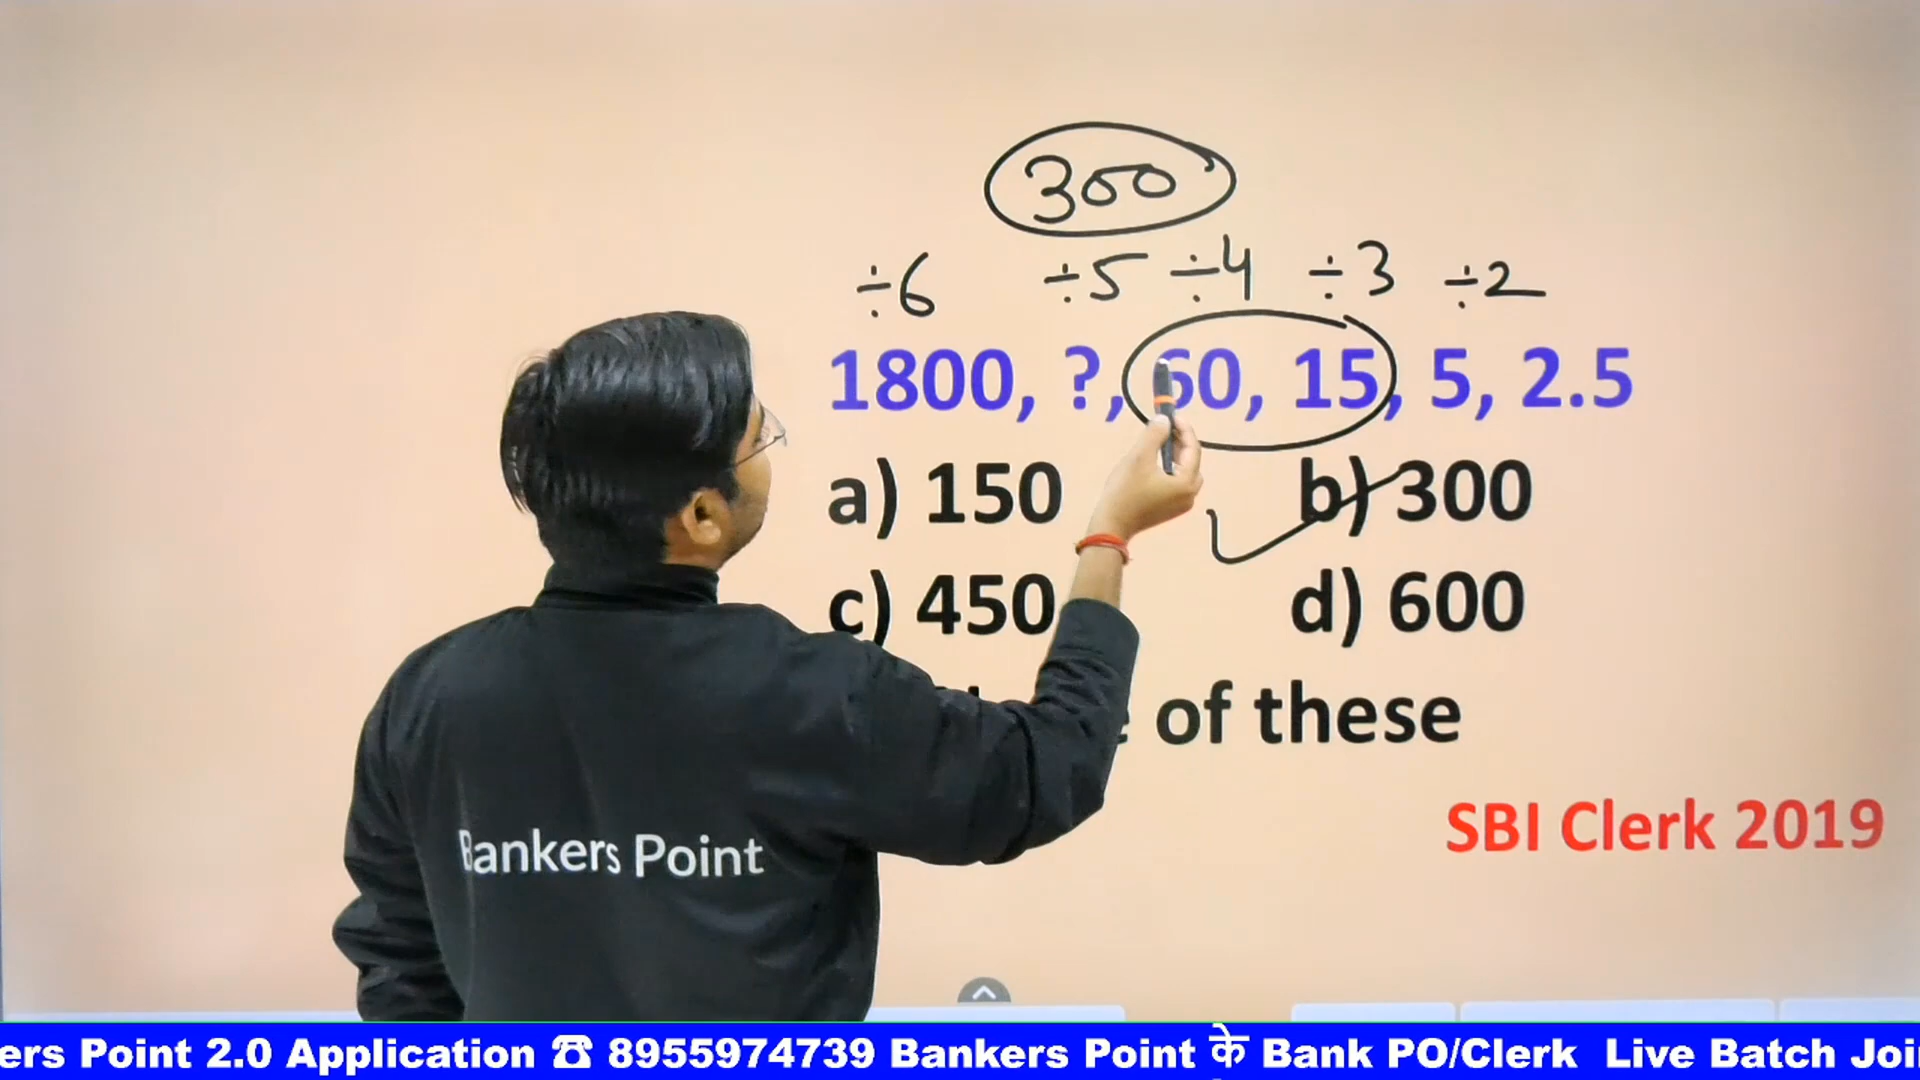 300
÷6 ÷5 ÷4 ÷3 ÷2
1800, ?, 60, 15, 5, 2.5
a) 150 b) 300
c) 450 d) 600
of these
SBI Clerk 2019
Bankers Point
ers Point 2.0 Application ☎ 8955974739 Bankers Point के Bank PO/Clerk Live Batch Joi